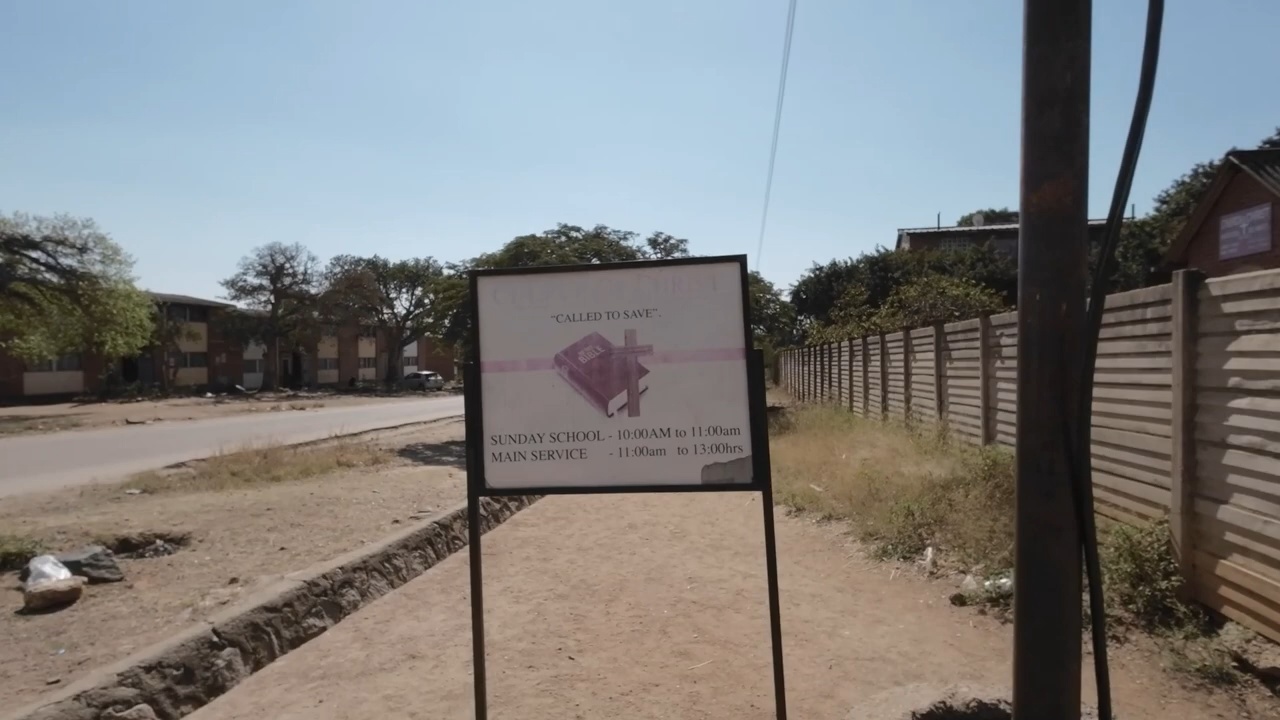 "CALLED TO SAVE".
BIBLE
SUNDAY SCHOOL - 10:00AM to 11:00am
MAIN SERVICE - 11:00am to 13:00hrs